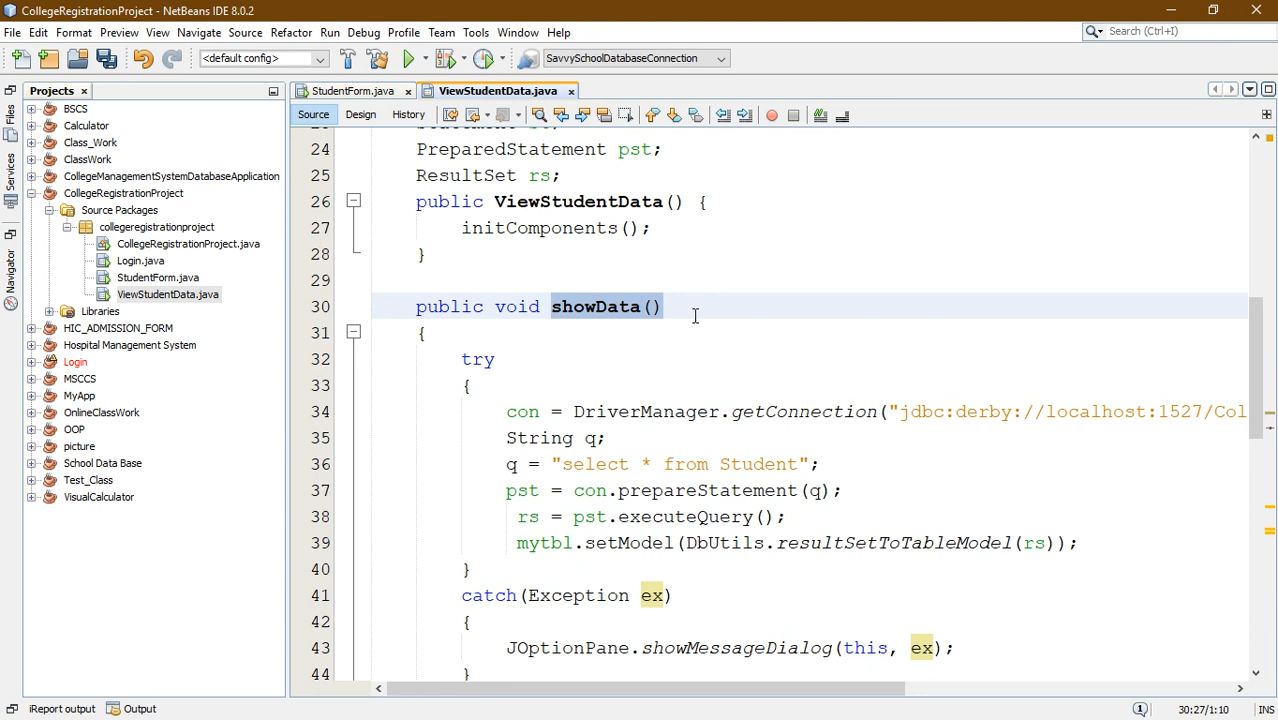 CollegeRegistrationProject - NetBeans IDE 8.0.2
File Edit Format Preview View Navigate Source Refactor Run Debug Profile Team Tools Window Help
Search (Ctrl+I)
<default config>
SavvySchoolDatabaseConnection
Projects
StudentForm.java
ViewStudentData.java
Source Design History
Files
Services
Navigator
BSCS
Calculator
Class_Work
ClassWork
CollegeManagementSystemDatabaseApplication
CollegeRegistrationProject
Source Packages
collegeregistrationproject
CollegeRegistrationProject.java
Login.java
StudentForm.java
ViewStudentData.java
Libraries
HIC_ADMISSION_FORM
Hospital Management System
Login
MSCCS
MyApp
OnlineClassWork
OOP
picture
School Data Base
Test_Class
VisualCalculator
24 PreparedStatement pst;
25 ResultSet rs;
26 public ViewStudentData() {
27 initComponents();
28 }
29
30 public void showData()
31 {
32 try
33 {
34 con = DriverManager.getConnection("jdbc:derby://localhost:1527/Col
35 String q;
36 q = "select * from Student";
37 pst = con.prepareStatement(q);
38 rs = pst.executeQuery();
39 mytbl.setModel(DbUtils.resultSetToTableModel(rs));
40 }
41 catch(Exception ex)
42 {
43 JOptionPane.showMessageDialog(this, ex);
44 }
iReport output
Output
30:27/1:10
INS